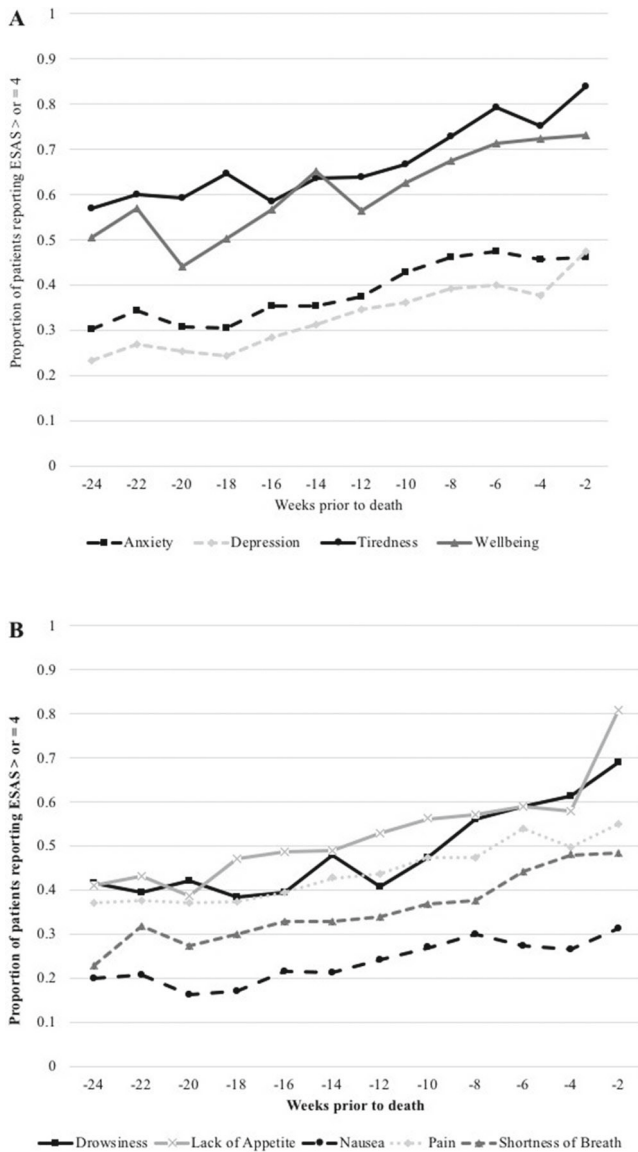 A
Proportion of patients reporting ESAS > or = 4
1
0.9
0.8
0.7
0.6
0.5
0.4
0.3
0.2
0.1
0
-24 -22 -20 -18 -16 -14 -12 -10 -8 -6 -4 -2
Weeks prior to death
Anxiety Depression Tiredness Wellbeing
B
Proportion of patients reporting ESAS > or = 4
1
0.9
0.8
0.7
0.6
0.5
0.4
0.3
0.2
0.1
0
-24 -22 -20 -18 -16 -14 -12 -10 -8 -6 -4 -2
Weeks prior to death
Drowsiness Lack of Appetite Nausea Pain Shortness of Breath